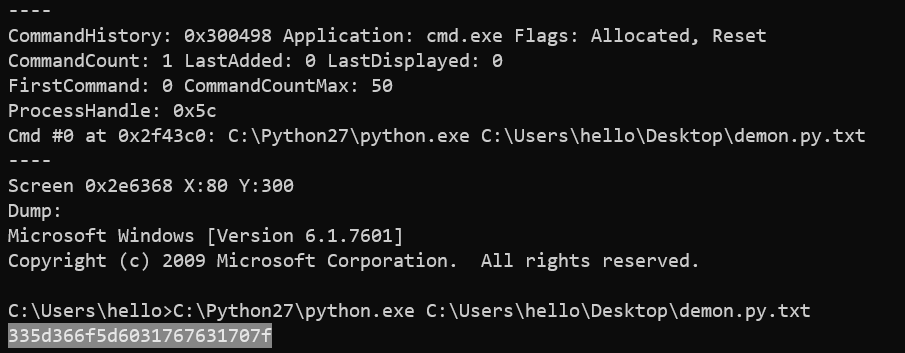 ----
CommandHistory: 0x300498 Application: cmd.exe Flags: Allocated, Reset
CommandCount: 1 LastAdded: 0 LastDisplayed: 0
FirstCommand: 0 CommandCountMax: 50
ProcessHandle: 0x5c
Cmd #0 at 0x2f43c0: C:\Python27\python.exe C:\Users\hello\Desktop\demon.py.txt
----
Screen 0x2e6368 X:80 Y:300
Dump:
Microsoft Windows [Version 6.1.7601]
Copyright (c) 2009 Microsoft Corporation.  All rights reserved.
C:\Users\hello>C:\Python27\python.exe C:\Users\hello\Desktop\demon.py.txt
335d366f5d6031767631707f